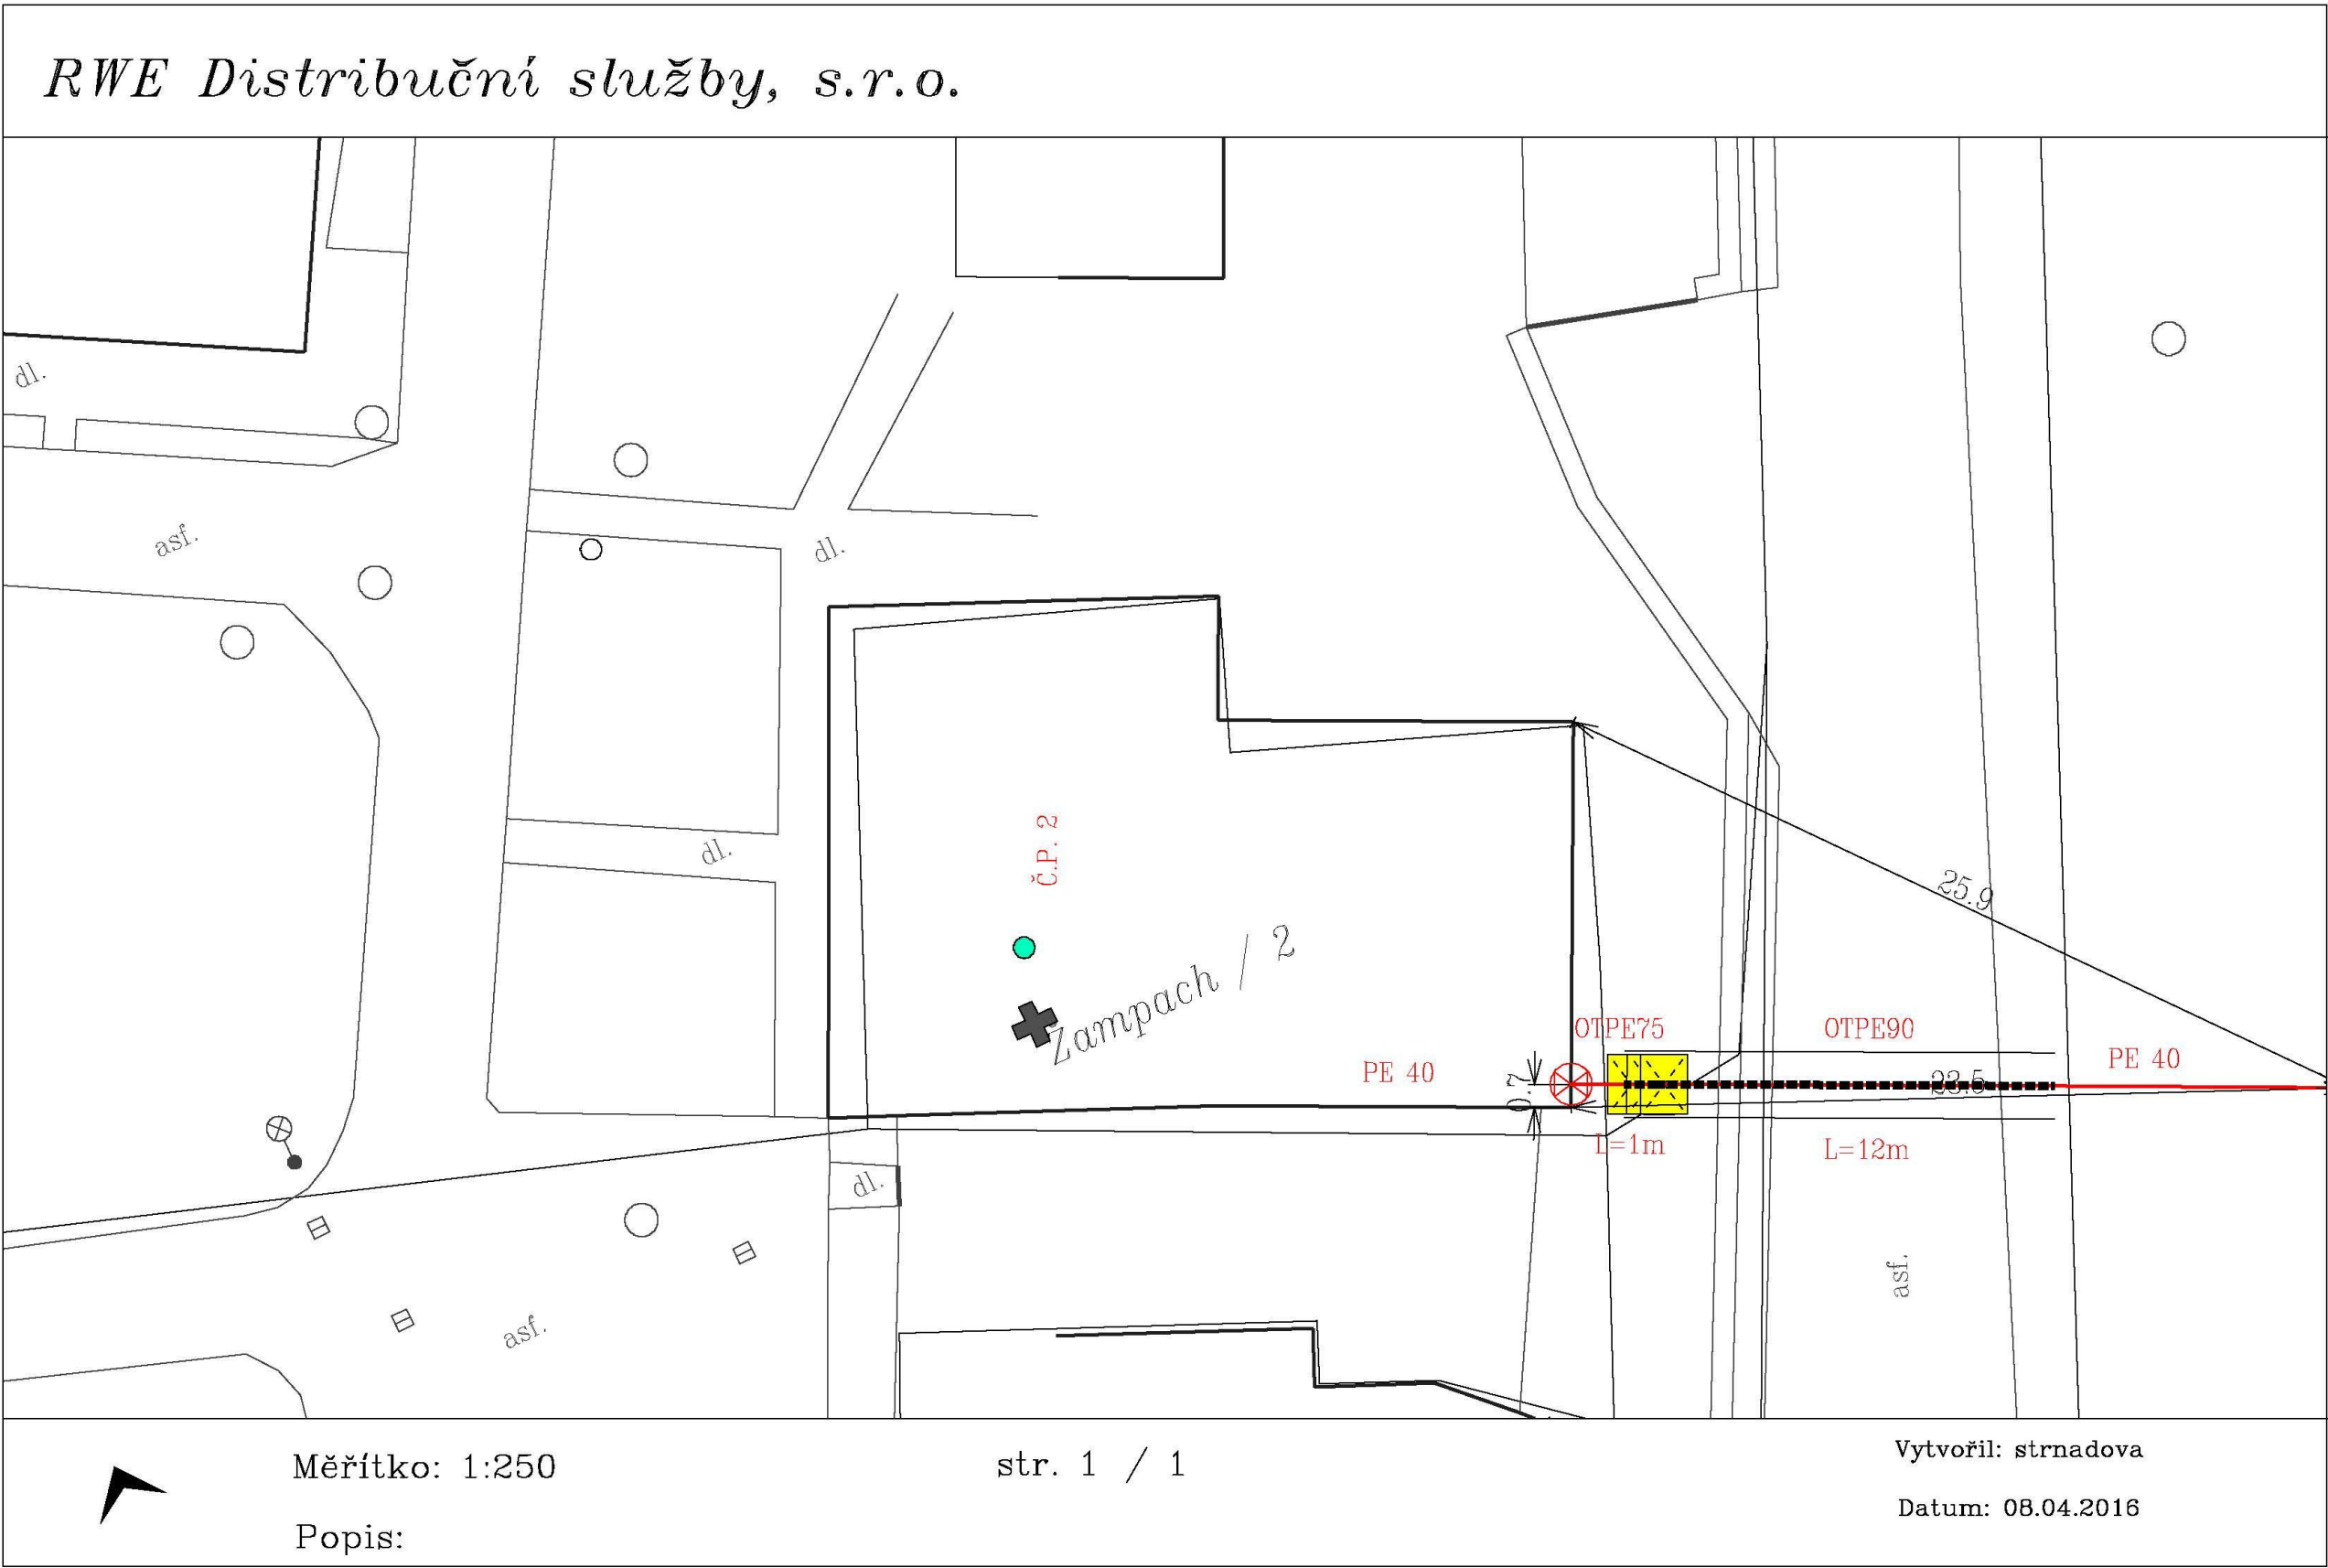 RWE Distribuční služby, s.r.o.
dl.
asf.
dl.
Č.P. 2
dl.
25.9
Žampach / 2
OTPE75
OTPE90
PE 40
PE 40
0.7
23.5
L=1m
L=12m
dl.
asf.
asf.
Měřítko: 1:250
str. 1 / 1
Vytvořil: strnadova
Datum: 08.04.2016
Popis: